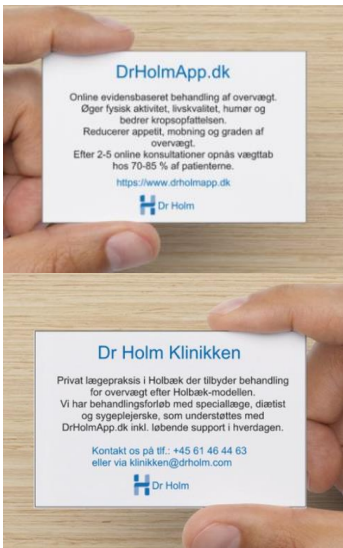 DrHolmApp.dk
Online evidensbaseret behandling af overvægt.
Øger fysisk aktivitet, livskvalitet, humør og
bedrer kropsopfattelsen.
Reducerer appetit, mobning og graden af
overvægt.
Efter 2-5 online konsultationer opnås vægttab
hos 70-85 % af patienterne.
https://www.drholmapp.dk
Dr Holm
Dr Holm Klinikken
Privat lægepraksis i Holbæk der tilbyder behandling
for overvægt efter Holbæk-modellen.
Vi har behandlingsforløb med speciallæge, diætist
og sygeplejerske, som understøttes med
DrHolmApp.dk inkl. løbende support i hverdagen.
Kontakt os på tlf.: +45 61 46 44 63
eller via klinikken@drholm.com
Dr Holm